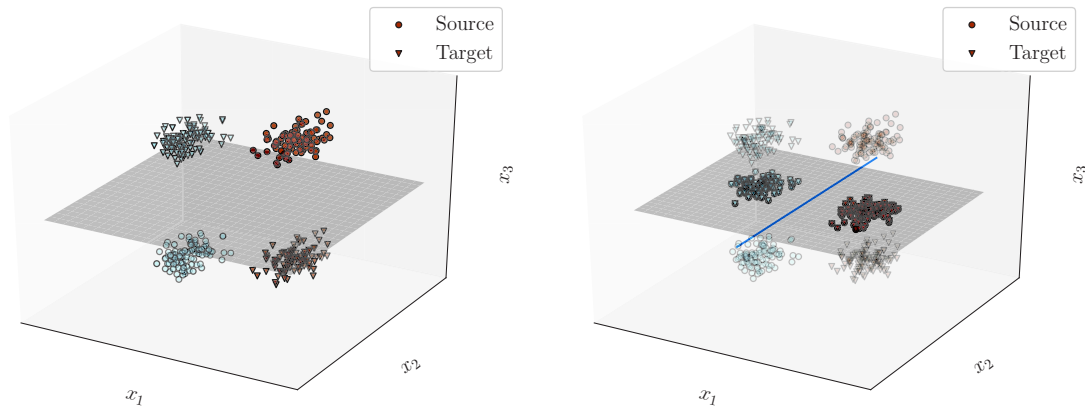 Source
Target
x₃
x₂
x₁
Source
Target
x₃
x₂
x₁